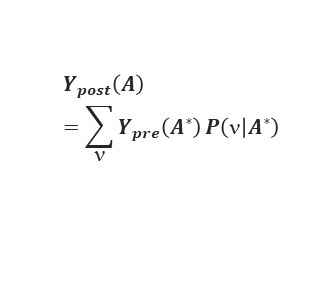 Y_post(A)
= ∑_ν Y_pre(A*) P(ν|A*)